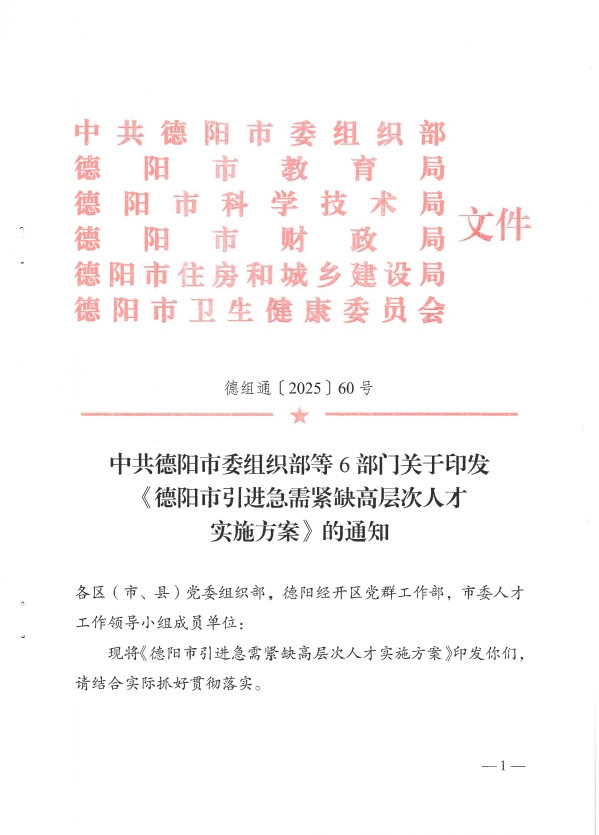 中共德阳市委组织部
德阳市教育局
德阳市科学技术局
德阳市财政局
德阳市住房和城乡建设局
德阳市卫生健康委员会
文件
德组通〔2025〕60号
中共德阳市委组织部等6部门关于印发
《德阳市引进急需紧缺高层次人才
实施方案》的通知
各区（市、县）党委组织部，德阳经开区党群工作部，市委人才
工作领导小组成员单位：
现将《德阳市引进急需紧缺高层次人才实施方案》印发你们，
请结合实际抓好贯彻落实。
—1—